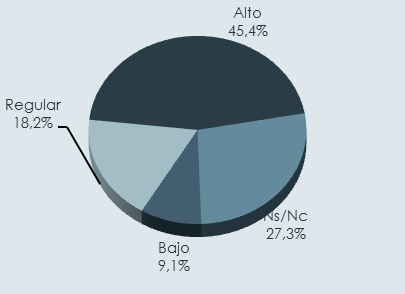 Alto
45,4%
Regular
18,2%
Ns/Nc
27,3%
Bajo
9,1%